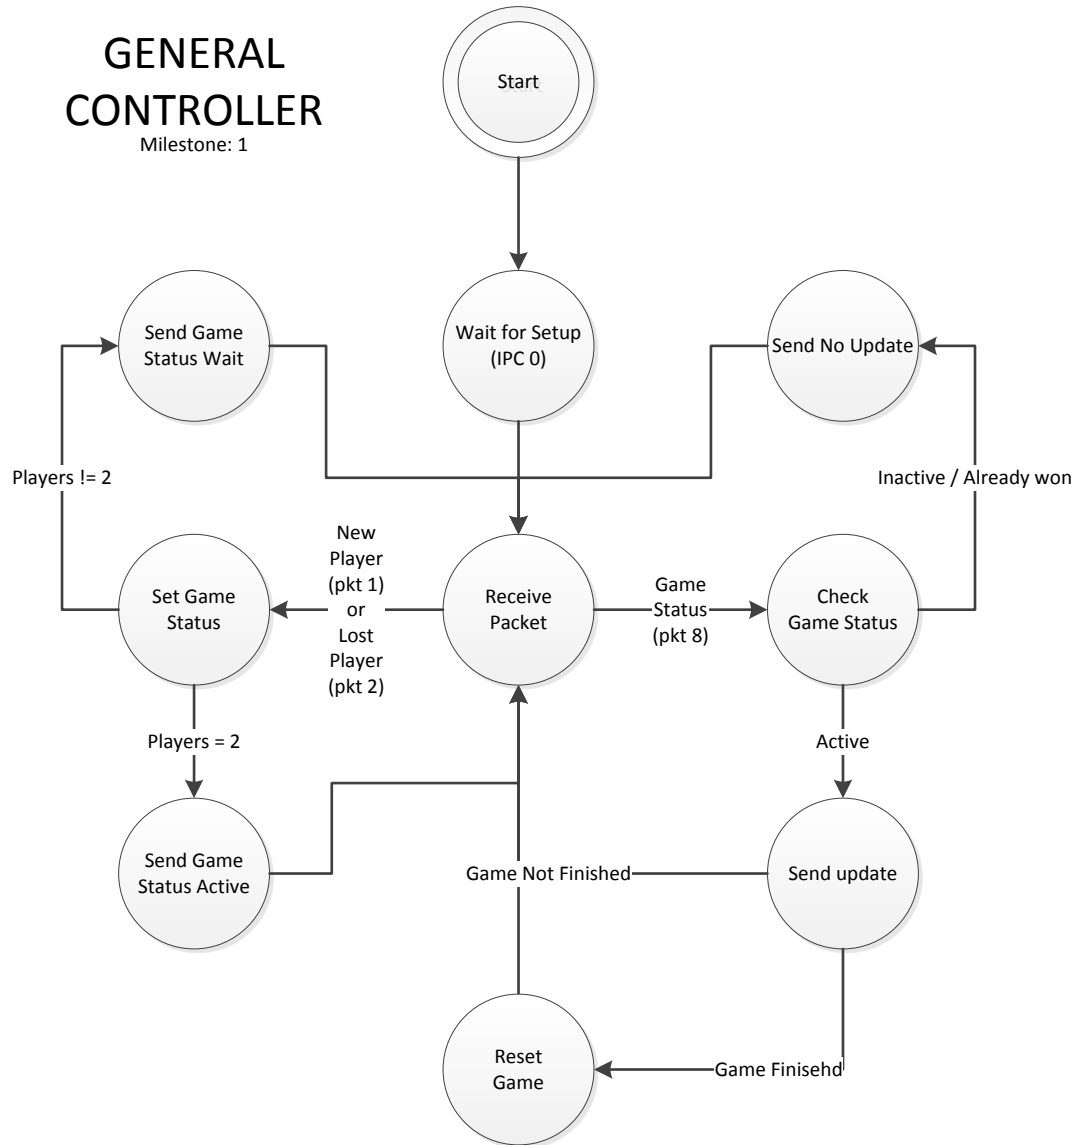 GENERAL
CONTROLLER
Milestone: 1
Start
Send Game
Status Wait
Wait for Setup
(IPC 0)
Send No Update
Players != 2
Inactive / Already won
Set Game
Status
New
Player
(pkt 1)
or
Lost
Player
(pkt 2)
Receive
Packet
Game
Status
(pkt 8)
Check
Game Status
Players = 2
Active
Send Game
Status Active
Game Not Finished
Send update
Reset
Game
Game Finisehd